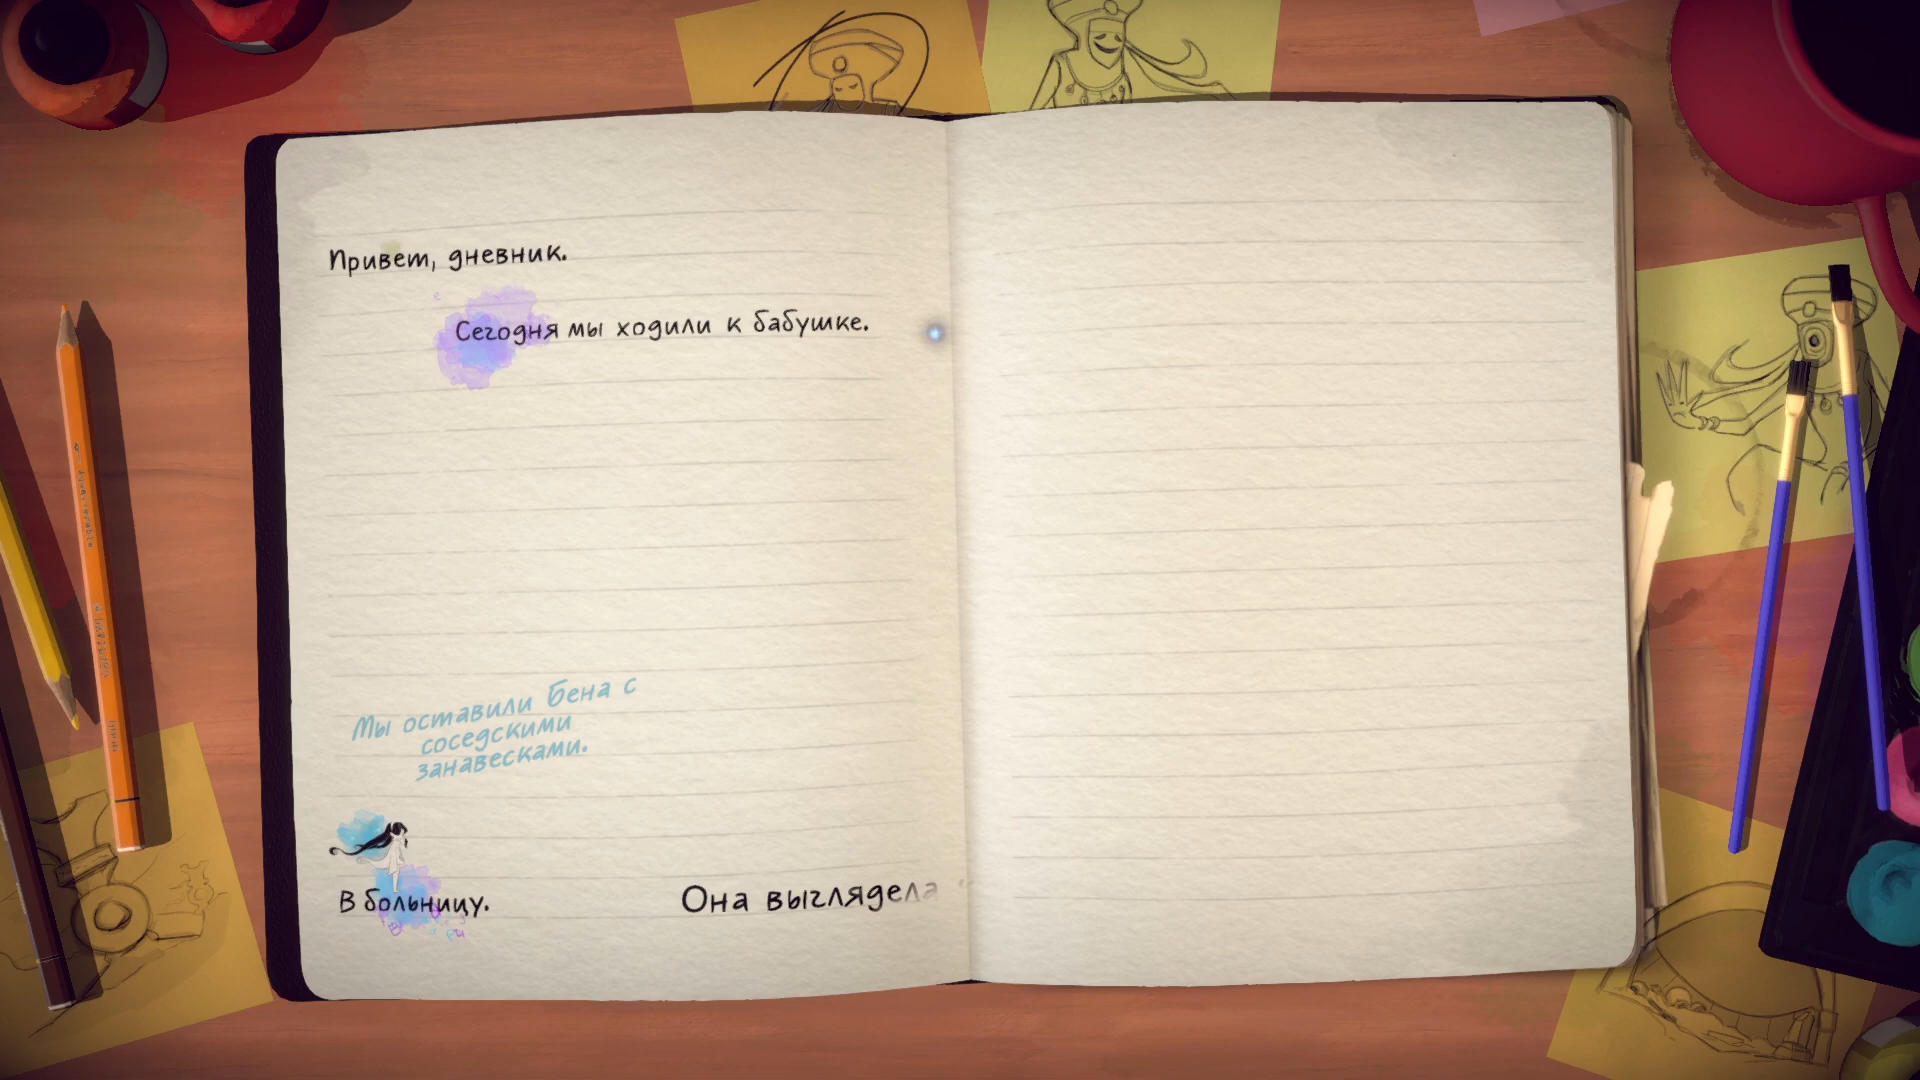 Привет, дневник.
Сегодня мы ходили к бабушке.
Мы оставили Бена с
соседскими
занавесками.
В больницу.
Она выглядела